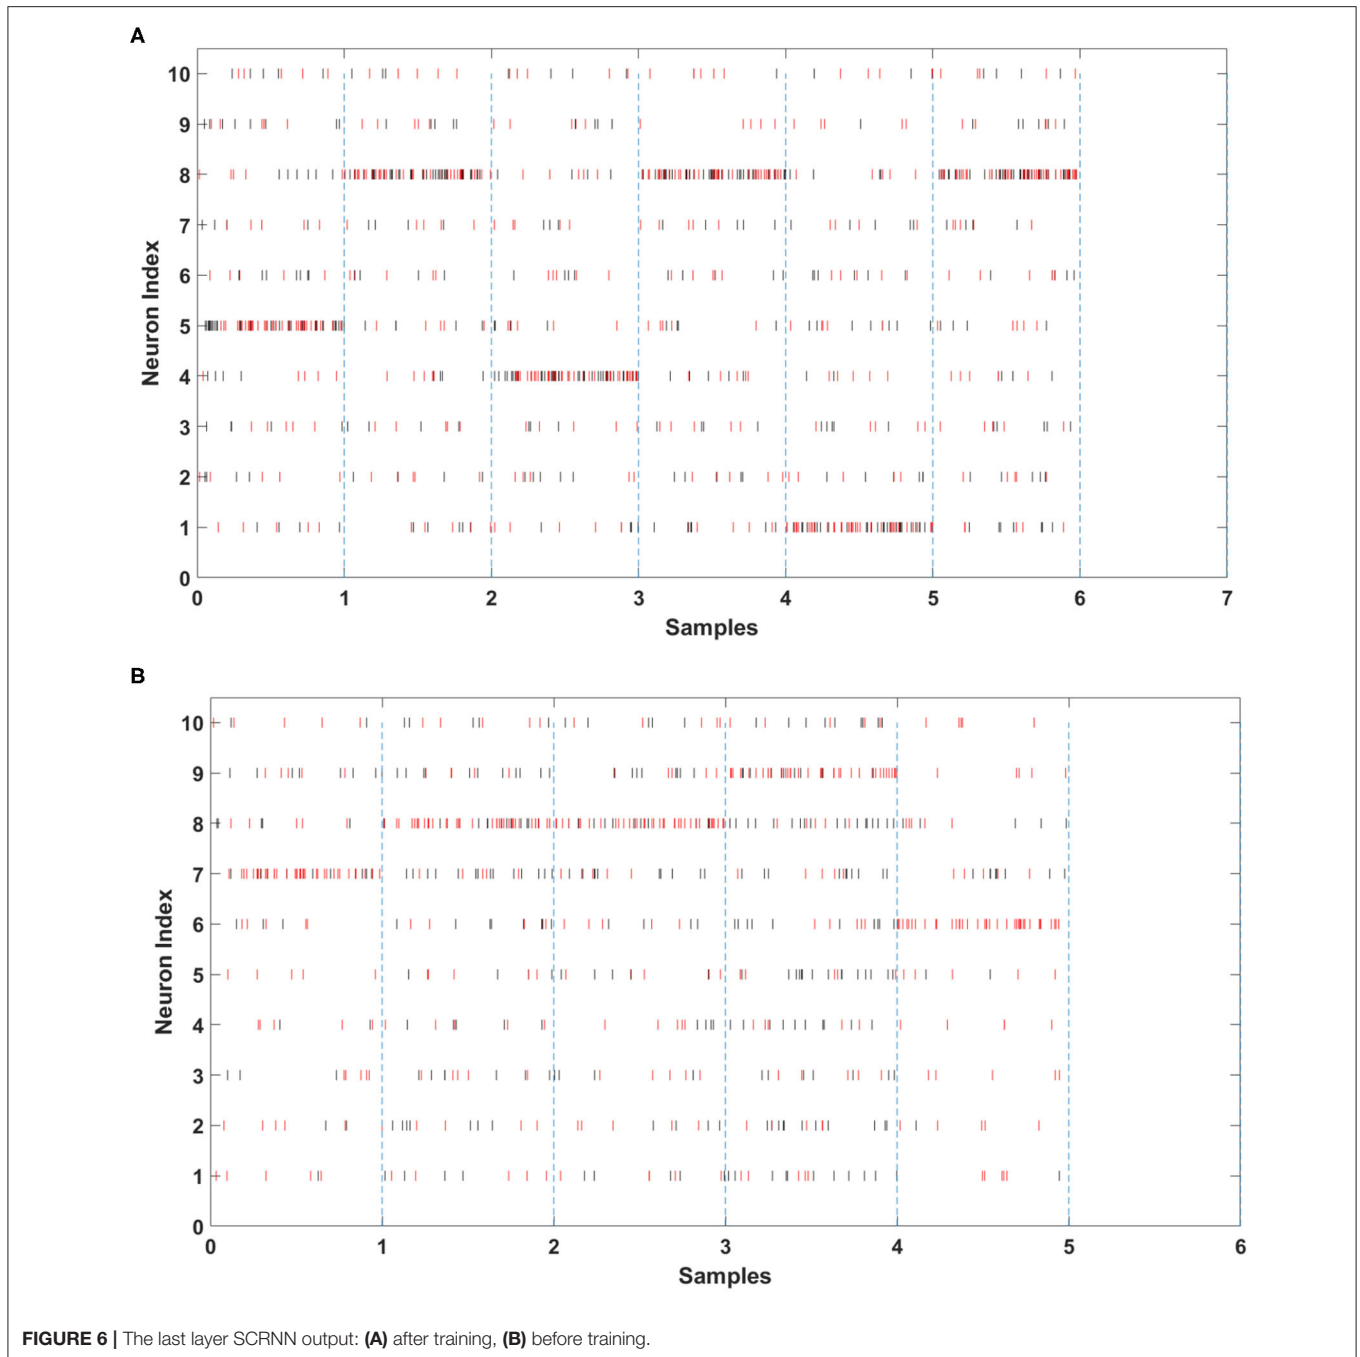 A
10
9
8
7
6
5
4
3
2
1
0
Neuron Index
0 1 2 3 4 5 6 7
Samples
B
10
9
8
7
6
5
4
3
2
1
0
Neuron Index
0 1 2 3 4 5 6
Samples
FIGURE 6 | The last layer SCRNN output: (A) after training, (B) before training.